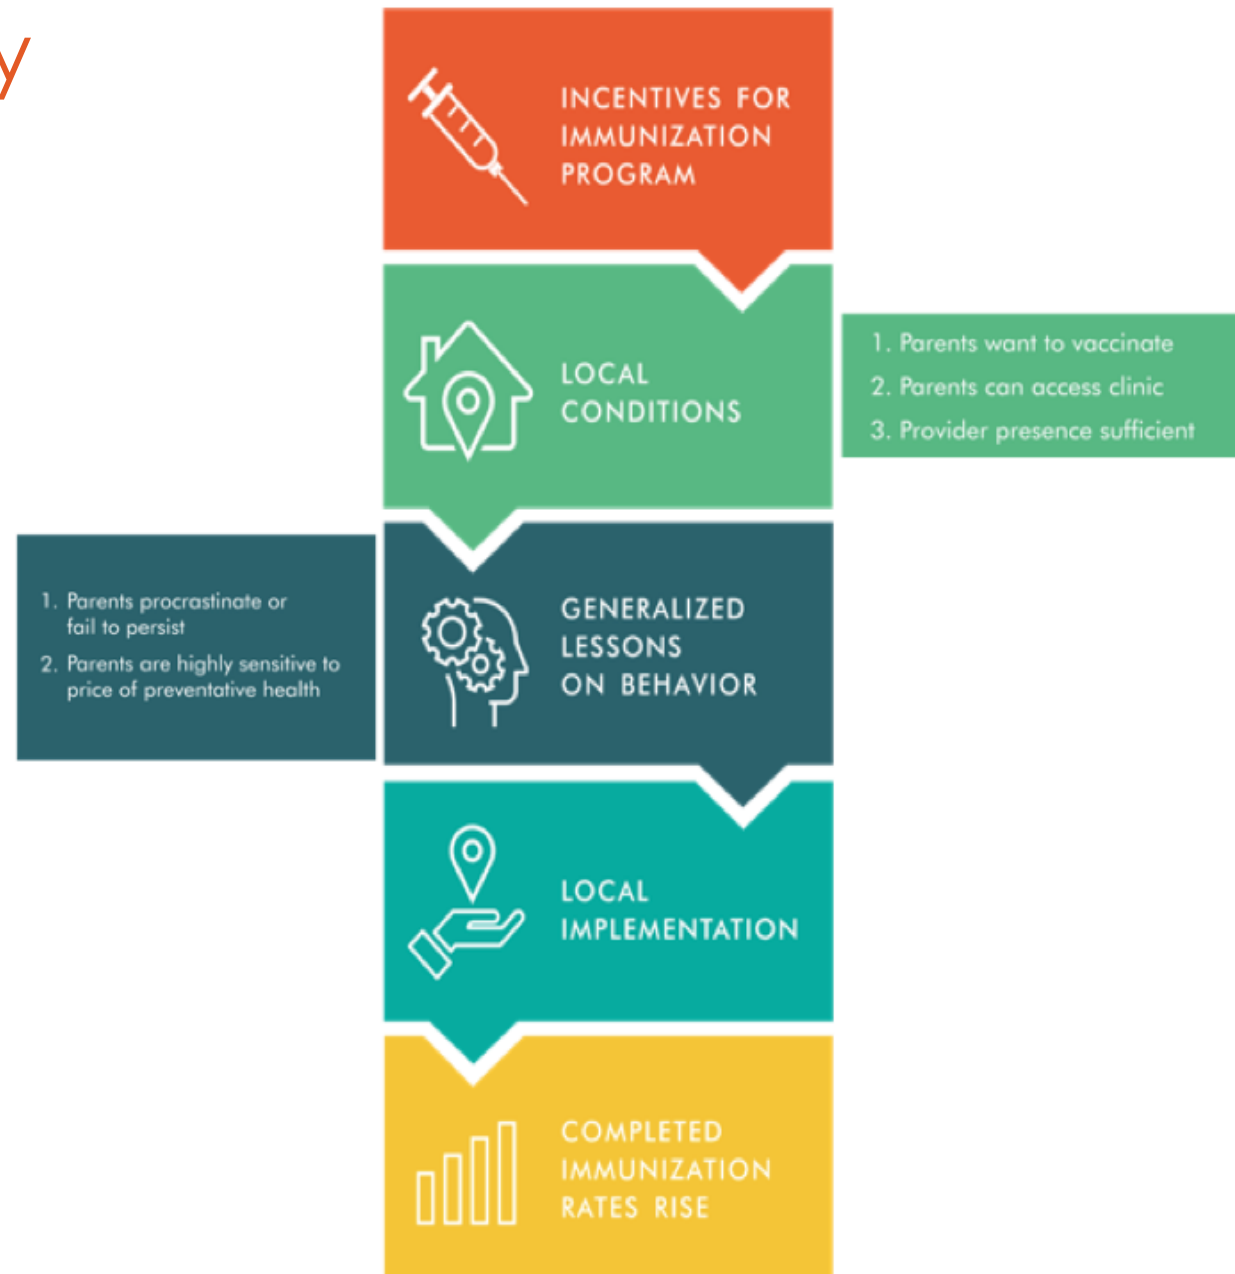 y
INCENTIVES FOR
IMMUNIZATION
PROGRAM
LOCAL
CONDITIONS
1. Parents want to vaccinate
2. Parents can access clinic
3. Provider presence sufficient
1. Parents procrastinate or
fail to persist
2. Parents are highly sensitive to
price of preventative health
GENERALIZED
LESSONS
ON BEHAVIOR
LOCAL
IMPLEMENTATION
COMPLETED
IMMUNIZATION
RATES RISE